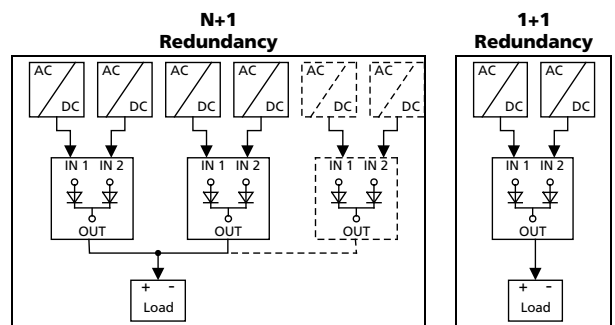 N+1
Redundancy
1+1
Redundancy
AC
DC
AC
DC
AC
DC
AC
DC
AC
DC
AC
DC
AC
DC
AC
DC
IN 1 IN 2
OUT
IN 1 IN 2
OUT
IN 1 IN 2
OUT
IN 1 IN 2
OUT
+ -
Load
+ -
Load